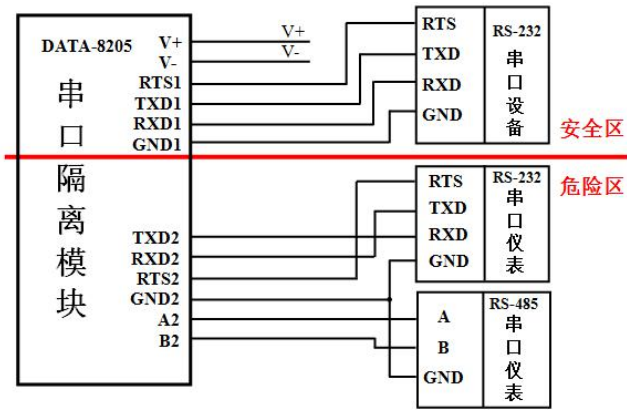 DATA-8205
串口隔离模块
V+
V-
RTS1
TXD1
RXD1
GND1
V+
V-
RTS
TXD
RXD
GND
RS-232
串口设备
安全区
危险区
TXD2
RXD2
RTS2
GND2
A2
B2
RTS
TXD
RXD
GND
RS-232
串口仪表
A
B
GND
RS-485
串口仪表